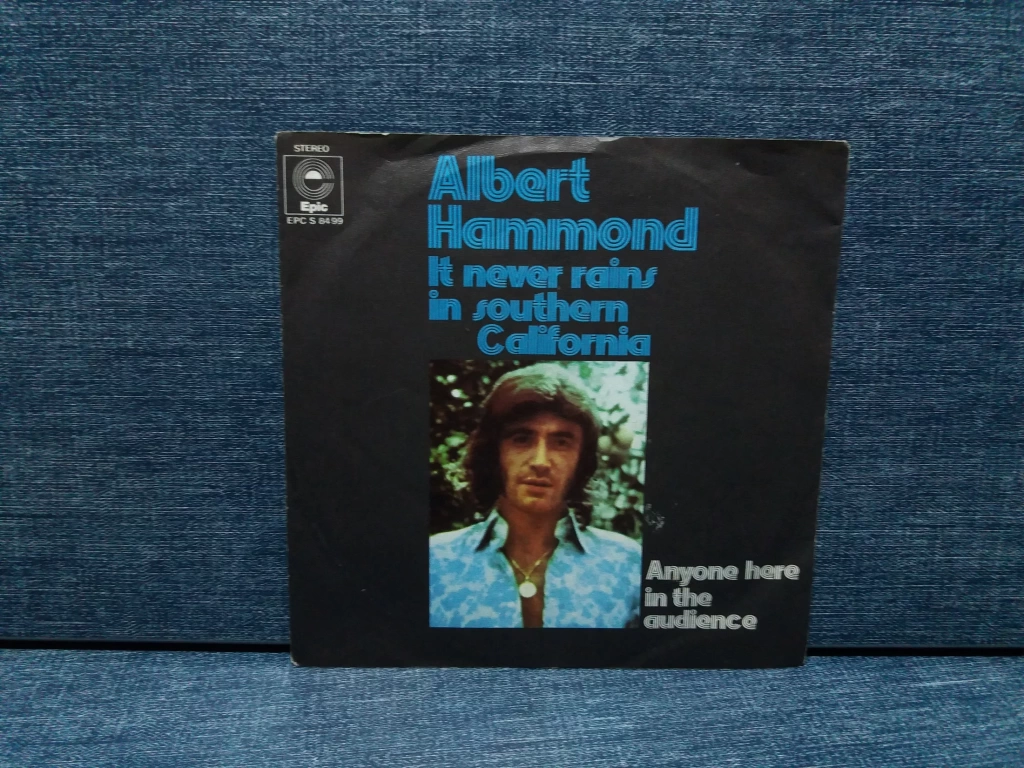 STEREO
Epic
EPC S 8499
Albert
Hammond
It never rains
in southern
California
Anyone here
in the
audience